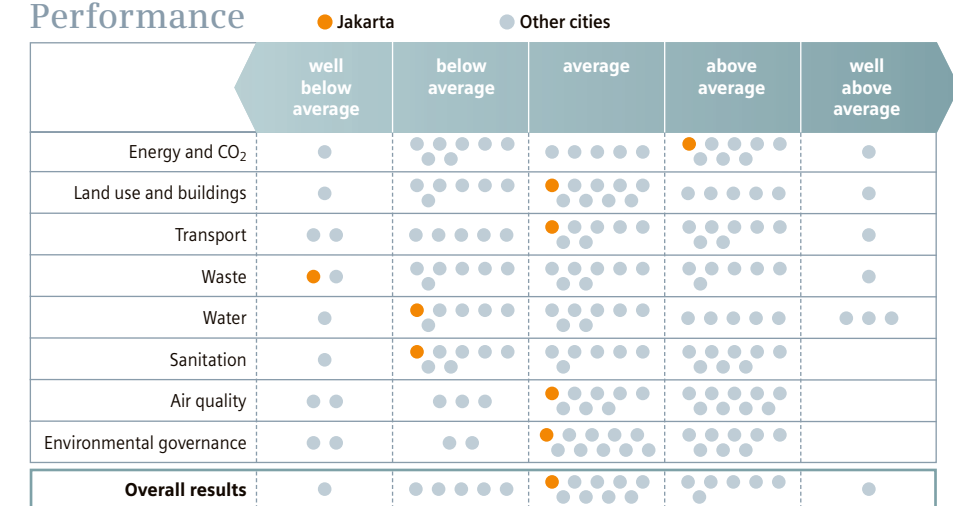 Performance
Jakarta
Other cities
well
below
average
below
average
average
above
average
well
above
average
Energy and CO₂
Land use and buildings
Transport
Waste
Water
Sanitation
Air quality
Environmental governance
Overall results